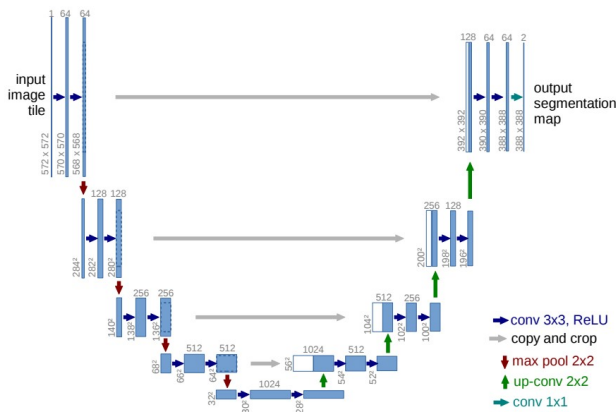 1 64 64
128 64 64 2
input
image
tile
output
segmentation
map
572 x 572
570 x 570
568 x 568
392 x 392
390 x 390
388 x 388
388 x 388
128 128
256 128
284²
282²
280²
200²
198²
196²
256 256
512 256
140²
138²
136²
104²
102²
100²
512 512
1024 512
68²
66²
64²
56²
54²
52²
1024
32²
30²
28²
conv 3x3, ReLU
copy and crop
max pool 2x2
up-conv 2x2
conv 1x1